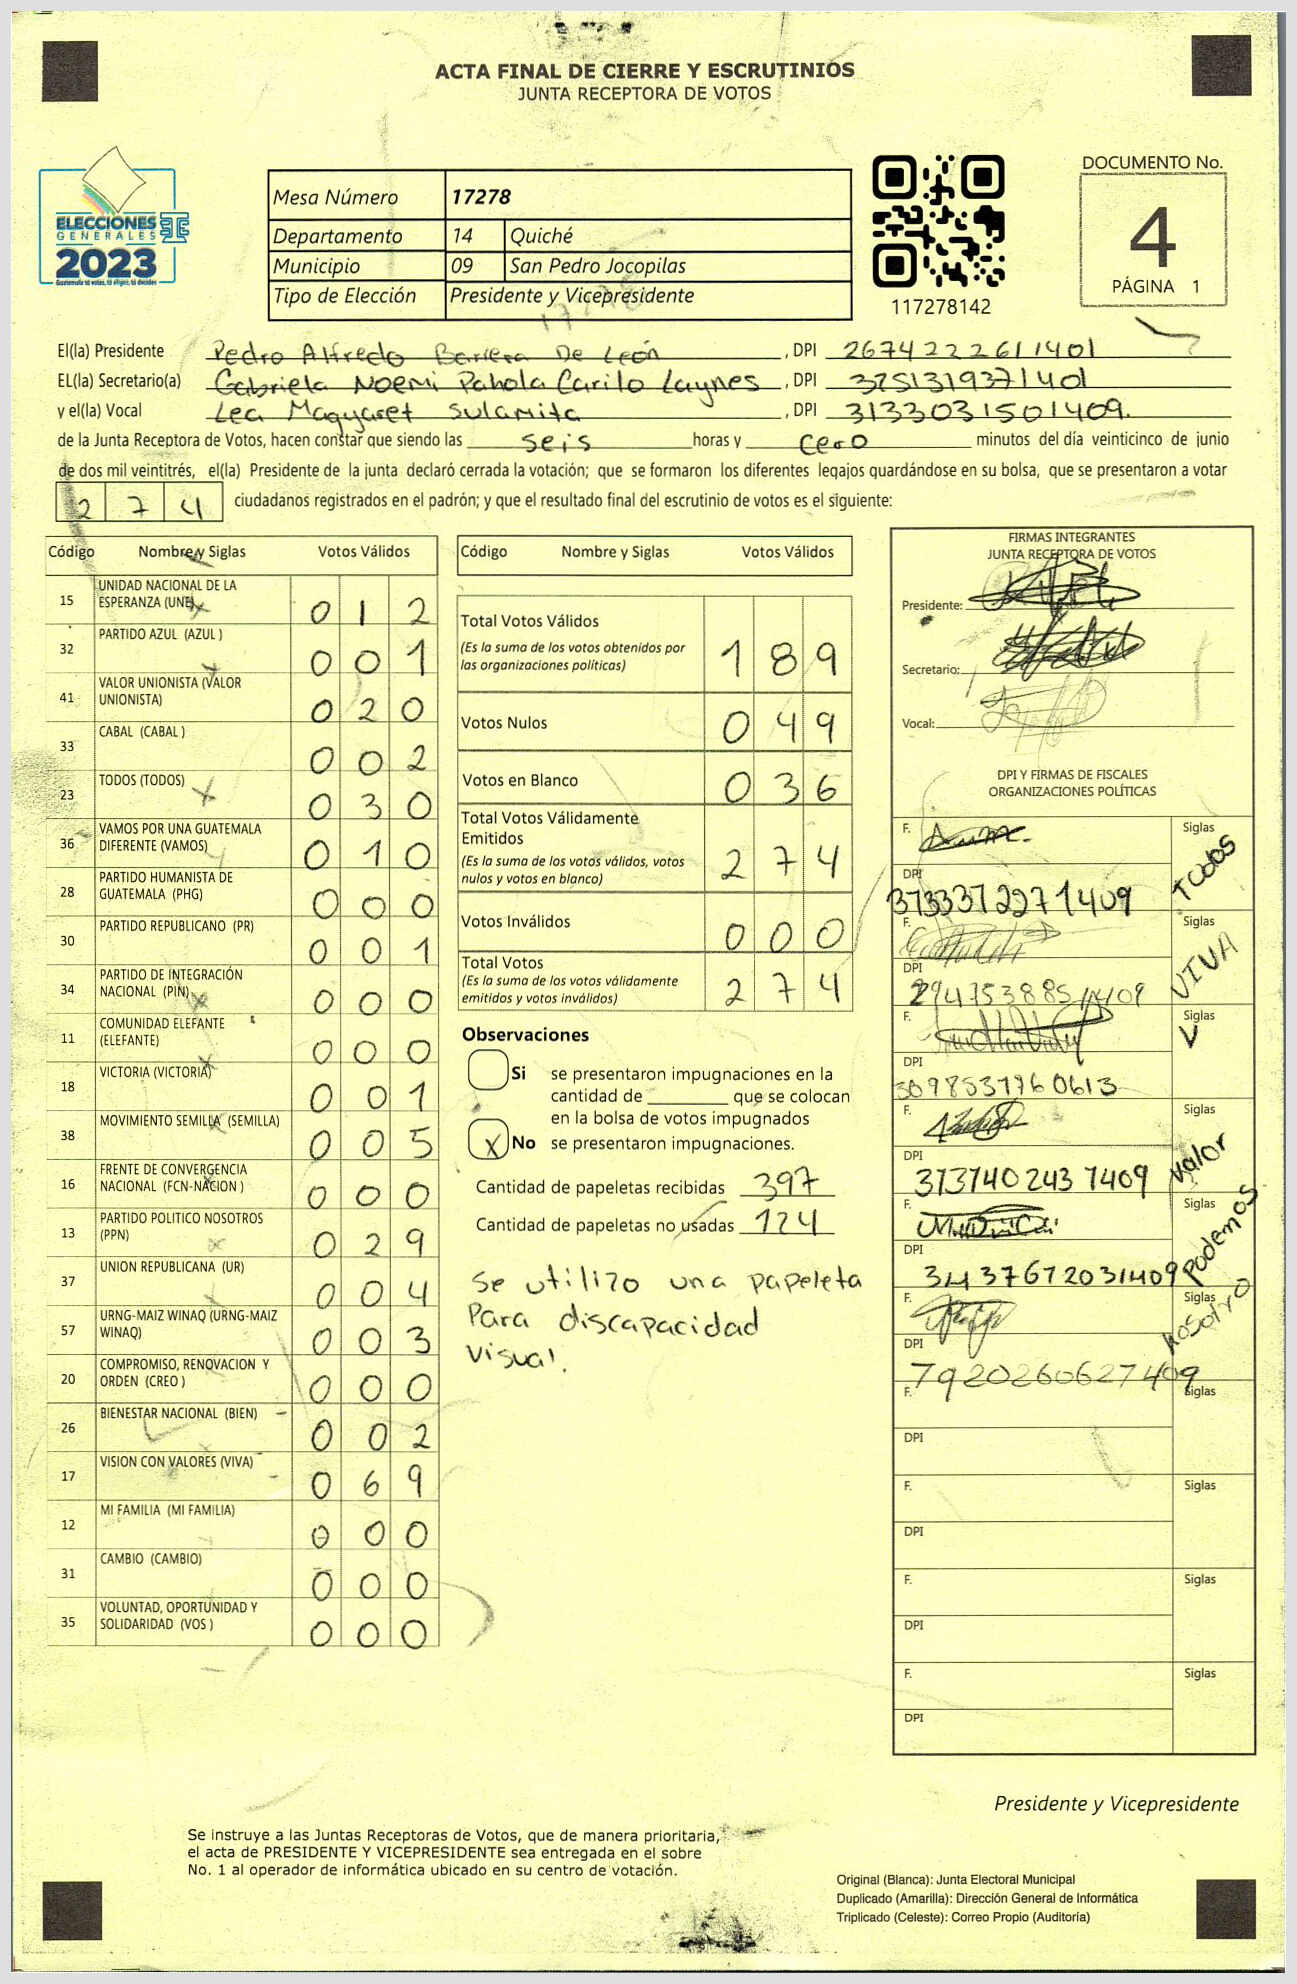 ACTA FINAL DE CIERRE Y ESCRUTINIOS
JUNTA RECEPTORA DE VOTOS
ELECCIONES
GENERALES
2023
Guatemala tú votas, tú eliges, tú decides
Mesa Número 17278
Departamento 14 Quiché
Municipio 09 San Pedro Jocopilas
Tipo de Elección Presidente y Vicepresidente
117278142
DOCUMENTO No.
4
PÁGINA 1
El(la) Presidente Pedro Alfredo Barrera De León , DPI 2674222611401
EL(la) Secretario(a) Gabriela Noemi Pahola Carilo Laynes , DPI 3751319371401
y el(la) Vocal Lea Magyaret Sulamita , DPI 3133031501409.
de la Junta Receptora de Votos, hacen constar que siendo las seis horas y cero minutos del día veinticinco de junio
de dos mil veintitrés, el(la) Presidente de la junta declaró cerrada la votación; que se formaron los diferentes legajos guardándose en su bolsa, que se presentaron a votar
2 7 4 ciudadanos registrados en el padrón; y que el resultado final del escrutinio de votos es el siguiente:
Código Nombre y Siglas Votos Válidos
15 UNIDAD NACIONAL DE LA ESPERANZA (UNE) 0 1 2
32 PARTIDO AZUL (AZUL ) 0 0 1
41 VALOR UNIONISTA (VALOR UNIONISTA) 0 2 0
33 CABAL (CABAL ) 0 0 2
23 TODOS (TODOS) 0 3 0
36 VAMOS POR UNA GUATEMALA DIFERENTE (VAMOS) 0 1 0
28 PARTIDO HUMANISTA DE GUATEMALA (PHG) 0 0 0
30 PARTIDO REPUBLICANO (PR) 0 0 1
34 PARTIDO DE INTEGRACIÓN NACIONAL (PIN) 0 0 0
11 COMUNIDAD ELEFANTE (ELEFANTE) 0 0 0
18 VICTORIA (VICTORIA) 0 0 1
38 MOVIMIENTO SEMILLA (SEMILLA) 0 0 5
16 FRENTE DE CONVERGENCIA NACIONAL (FCN-NACION ) 0 0 0
13 PARTIDO POLITICO NOSOTROS (PPN) 0 2 9
37 UNION REPUBLICANA (UR) 0 0 4
57 URNG-MAIZ WINAQ (URNG-MAIZ WINAQ) 0 0 3
20 COMPROMISO, RENOVACION Y ORDEN (CREO ) 0 0 0
26 BIENESTAR NACIONAL (BIEN) 0 0 2
17 VISION CON VALORES (VIVA) 0 6 9
12 MI FAMILIA (MI FAMILIA) 0 0 0
31 CAMBIO (CAMBIO) 0 0 0
35 VOLUNTAD, OPORTUNIDAD Y SOLIDARIDAD (VOS ) 0 0 0
Código Nombre y Siglas Votos Válidos
Total Votos Válidos 1 8 9
(Es la suma de los votos obtenidos por
las organizaciones políticas)
Votos Nulos 0 4 9
Votos en Blanco 0 3 6
Total Votos Válidamente
Emitidos 2 7 4
(Es la suma de los votos válidos, votos
nulos y votos en blanco)
Votos Inválidos 0 0 0
Total Votos 2 7 4
(Es la suma de los votos válidamente
emitidos y votos inválidos)
Observaciones
Si se presentaron impugnaciones en la
cantidad de ________ que se colocan
en la bolsa de votos impugnados
X No se presentaron impugnaciones.
Cantidad de papeletas recibidas 397
Cantidad de papeletas no usadas 124
Se utilizo una papeleta
Para discapacidad
visual.
FIRMAS INTEGRANTES
JUNTA RECEPTORA DE VOTOS
Presidente:
Secretario:
Vocal:
DPI Y FIRMAS DE FISCALES
ORGANIZACIONES POLÍTICAS
F. Siglas TODOS
DPI 3733372271409
F. Siglas VIVA
DPI 2947538851409
F. Siglas V
DPI 3098537760613
F. Siglas Valor
DPI 3737402437409
F. Siglas Podemos
DPI 3437672031409
F. Siglas nosotro
DPI 7920260627409
F. Siglas
DPI
F. Siglas
DPI
F. Siglas
DPI
F. Siglas
DPI
Presidente y Vicepresidente
Se instruye a las Juntas Receptoras de Votos, que de manera prioritaria,
el acta de PRESIDENTE Y VICEPRESIDENTE sea entregada en el sobre
No. 1 al operador de informática ubicado en su centro de votación.
Original (Blanca): Junta Electoral Municipal
Duplicado (Amarilla): Dirección General de Informática
Triplicado (Celeste): Correo Propio (Auditoría)